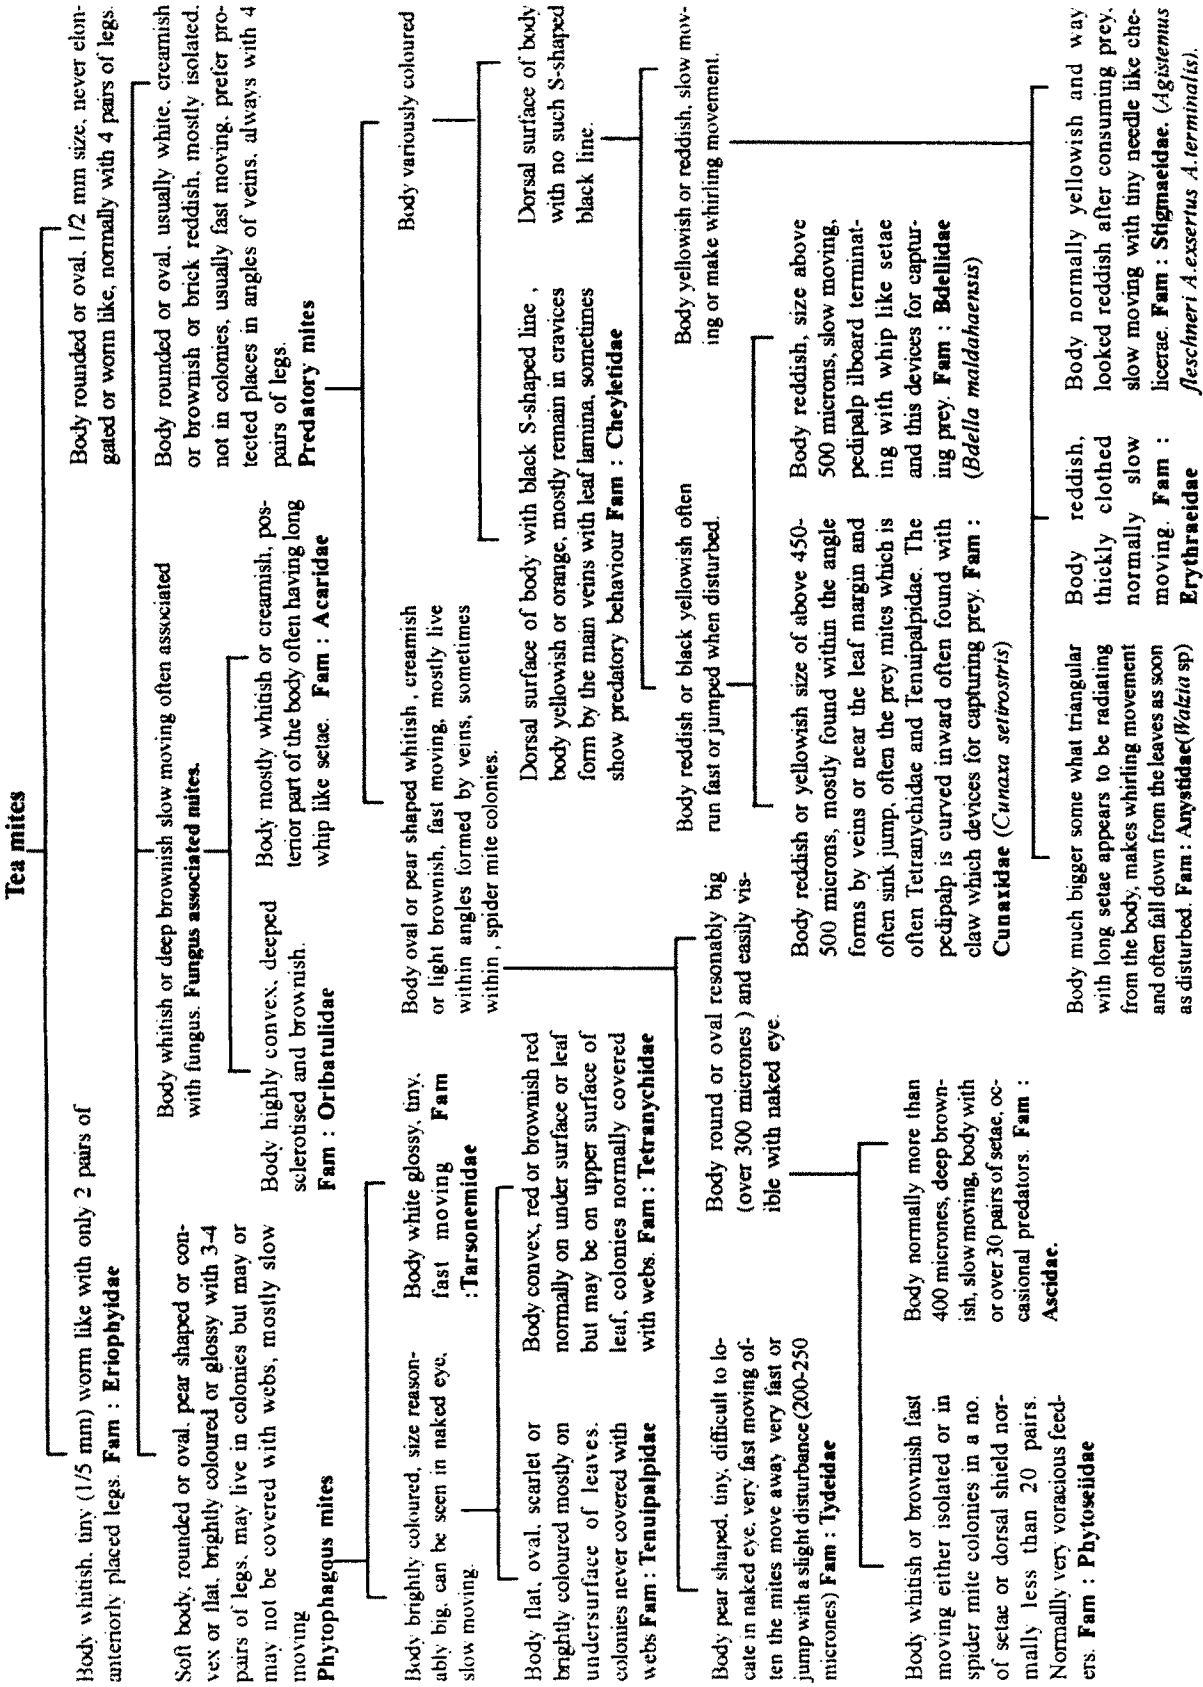 Tea mites
Body whitish, tiny (1/5 mm) worm like with only 2 pairs of
anteriorly placed legs. Fam : Eriophyidae
Body rounded or oval, 1/2 mm size, never elon-
gated or worm like, normally with 4 pairs of legs.
Soft body, rounded or oval, pear shaped or con-
vex or flat, brightly coloured or glossy with 3-4
pairs of legs, may live in colonies but may or
may not be covered with webs, mostly slow
moving
Phytophagous mites
Body whitish or deep brownish slow moving often associated
with fungus. Fungus associated mites.
Body rounded or oval, usually white, creamish
or brownish or brick reddish, mostly isolated,
not in colonies, usually fast moving, prefer pro-
tected places in angles of veins, always with 4
pairs of legs.
Predatory mites
Body highly convex, deeped
sclerotised and brownish.
Fam : Oribatulidae
Body mostly whitish or creamish, pos-
terior part of the body often having long
whip like setae. Fam : Acaridae
Body brightly coloured, size reason-
ably big, can be seen in naked eye,
slow moving.
Body white glossy, tiny,
fast moving Fam
:Tarsonemidae
Body oval or pear shaped whitish , creamish
or light brownish, fast moving, mostly live
within angles formed by veins, sometimes
within , spider mite colonies.
Body variously coloured
Body flat, oval, scarlet or
brightly coloured mostly on
undersurface of leaves.
colonies never covered with
webs Fam : Tenuipalpidae
Body convex, red or brownish red
normally on under surface or leaf
but may be on upper surface of
leaf, colonies normally covered
with webs. Fam : Tetranychidae
Dorsal surface of body with black S-shaped line ,
body yellowish or orange, mostly remain in cravices
form by the main veins with leaf lamina, sometimes
show predatory behaviour Fam : Cheyletidae
Dorsal surface of body
with no such S-shaped
black line.
Body pear shaped, tiny, difficult to lo-
cate in naked eye, very fast moving of-
ten the mites move away very fast or
jump with a slight disturbance (200-250
micrones) Fam : Tydeidae
Body round or oval resonably big
(over 300 micrones ) and easily vis-
ible with naked eye.
Body reddish or black yellowish often
run fast or jumped when disturbed.
Body yellowish or reddish, slow mov-
ing or make whirling movement.
Body reddish or yellowish size of above 450-
500 microns, mostly found within the angle
forms by veins or near the leaf margin and
often sink jump, often the prey mites which is
often Tetranychidae and Tenuipalpidae. The
pedipalp is curved inward often found with
claw which devices for capturing prey. Fam :
Cunaxidae (Cunaxa setirostris)
Body reddish, size above
500 microns, slow moving,
pedipalp ilboard terminat-
ing with whip like setae
and this devices for captur-
ing prey. Fam : Bdellidae
(Bdella maldahaensis)
Body whitish or brownish fast
moving either isolated or in
spider mite colonies in a no.
of setae or dorsal shield nor-
mally less than 20 pairs.
Normallly very voracious feed-
ers. Fam : Phytoseiidae
Body normally more than
400 micrones, deep brown-
ish, slow moving, body with
or over 30 pairs of setae, oc-
casional predators. Fam :
Ascidae.
Body much bigger some what triangular
with long setae appears to be radiating
from the body, makes whirling movement
and often fall down from the leaves as soon
as disturbed. Fam : Anystidae(Walzia sp)
Body reddish,
thickly clothed
normally slow
moving. Fam :
Erythraeidae
Body normally yellowish and way
looked reddish after consuming prey.
slow moving with tiny needle like che-
licerae. Fam : Stigmaeidae. (Agistemus
fleschneri A.exsertus A.terminalis).